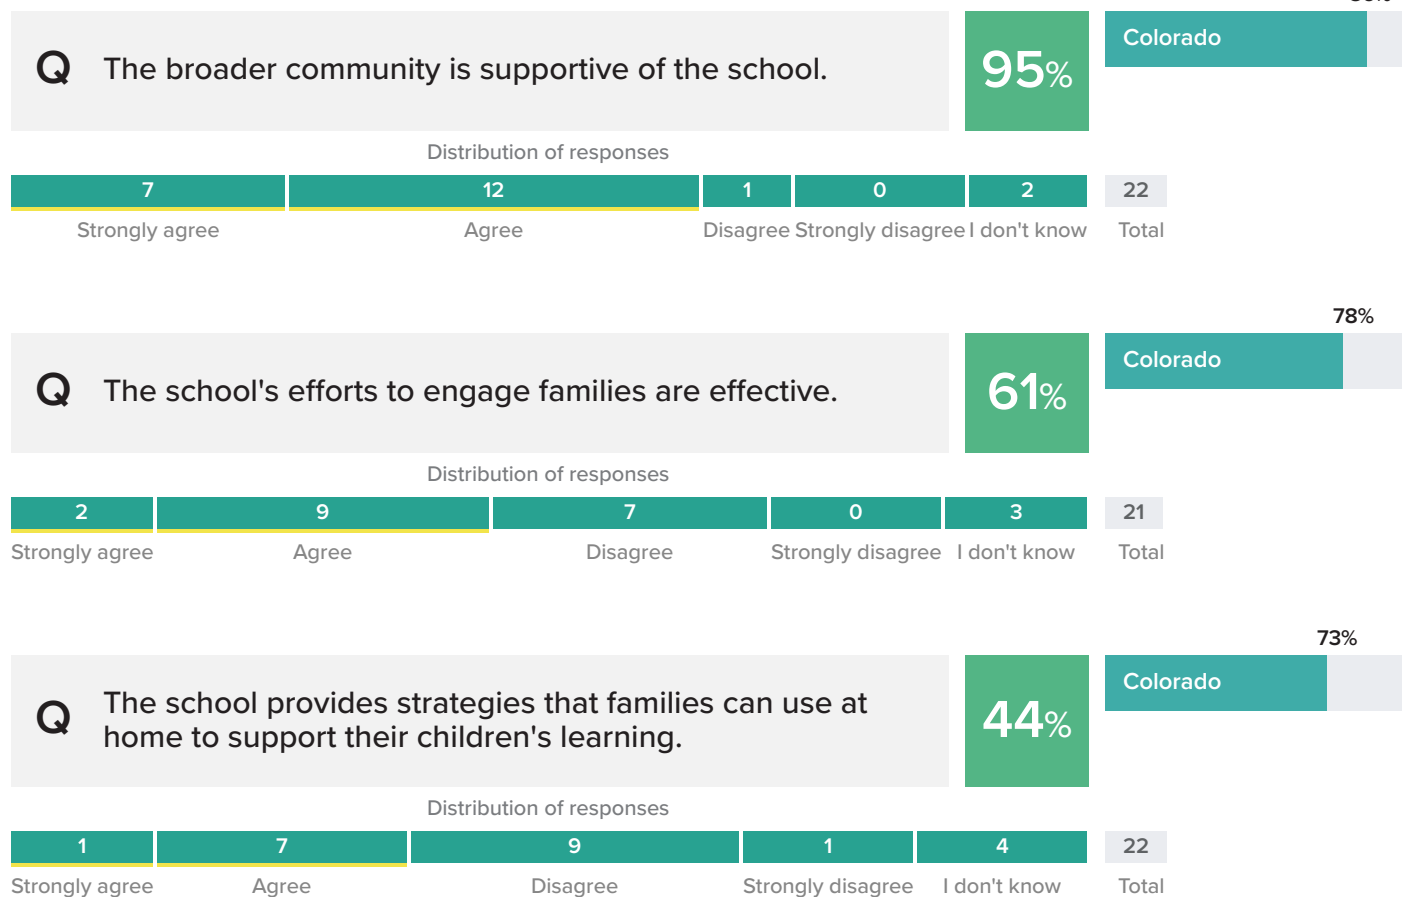 Q The broader community is supportive of the school. 95% Colorado
Distribution of responses
7 12 1 0 2 22
Strongly agree Agree Disagree Strongly disagree I don't know Total
78%
Q The school's efforts to engage families are effective. 61% Colorado
Distribution of responses
2 9 7 0 3 21
Strongly agree Agree Disagree Strongly disagree I don't know Total
73%
Q The school provides strategies that families can use at
home to support their children's learning. 44% Colorado
Distribution of responses
1 7 9 1 4 22
Strongly agree Agree Disagree Strongly disagree I don't know Total